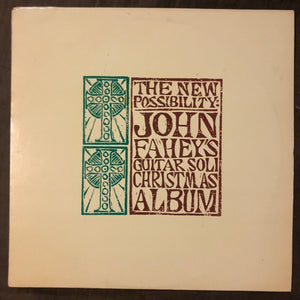 THE NEW
POSSIBILITY:
JOHN
FAHEY'S
GUITAR SOLI
CHRISTMAS
ALBUM